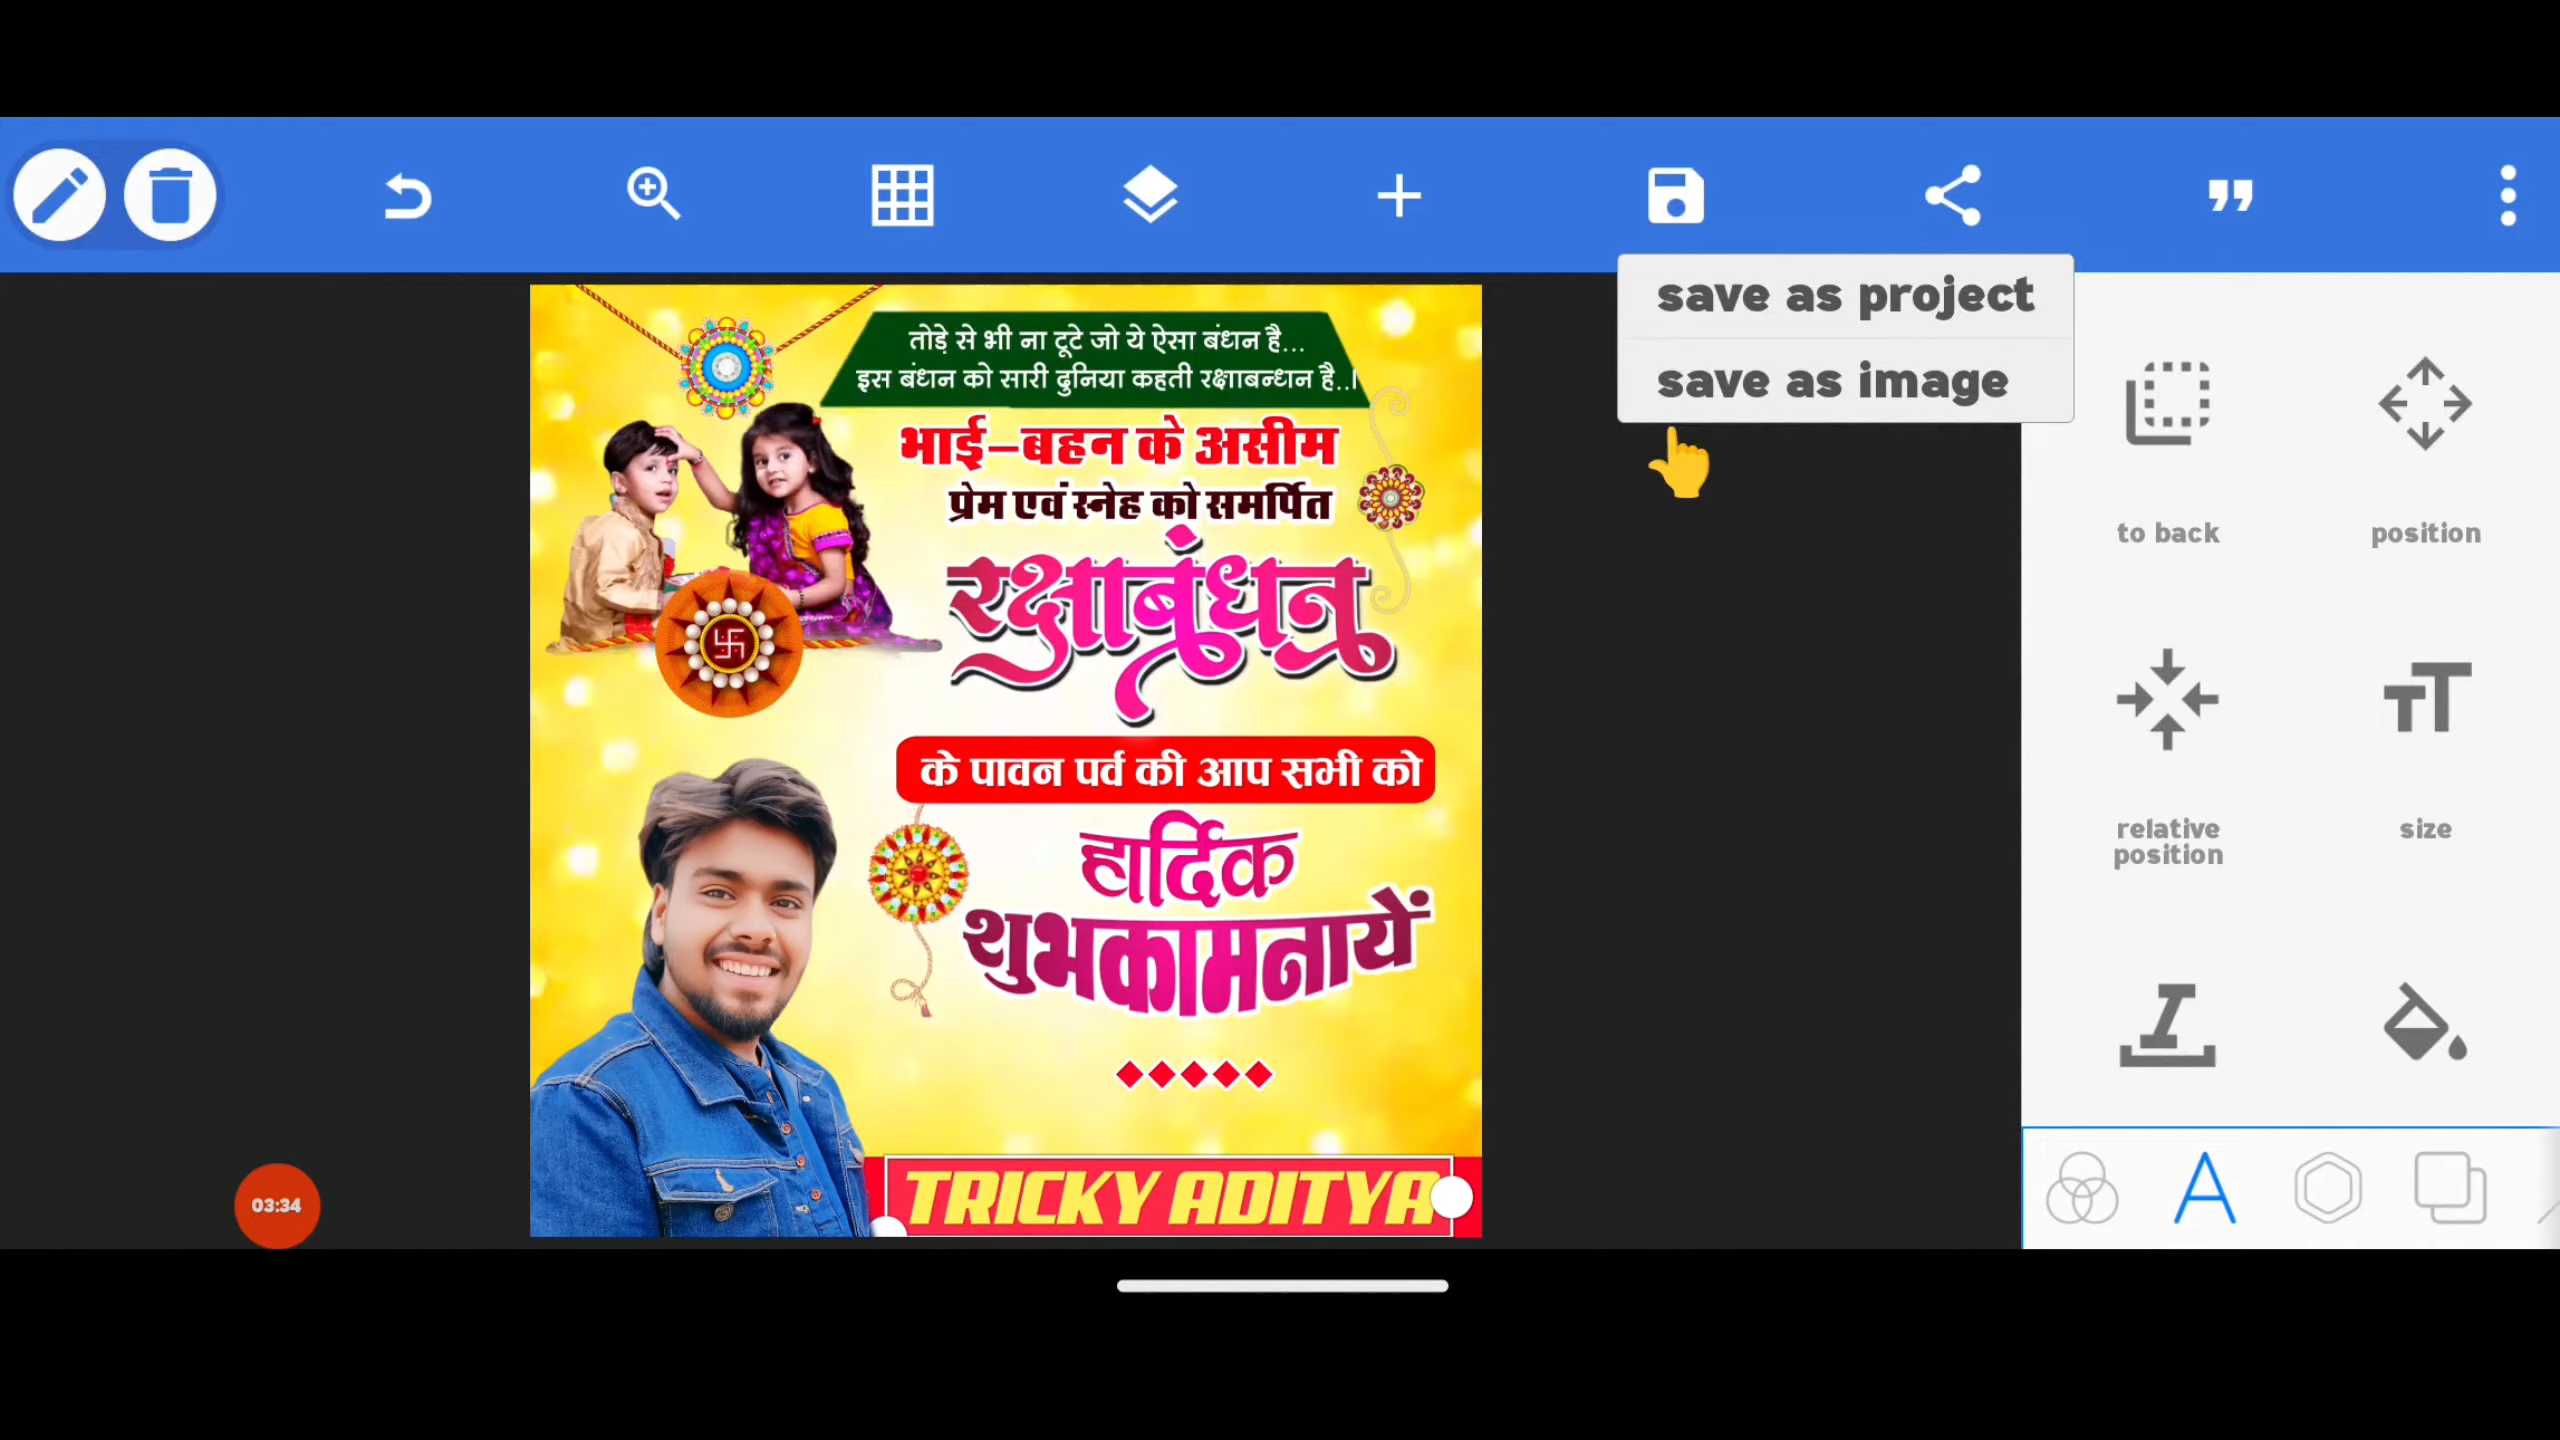 save as project
save as image
तोड़े से भी ना टूटे जो ये ऐसा बंधन है...
इस बंधन को सारी दुनिया कहती रक्षाबन्धन है..।
भाई-बहन के असीम
प्रेम एवं स्नेह को समर्पित
रक्षाबंधन
के पावन पर्व की आप सभी को
हार्दिक
शुभकामनायें
TRICKY ADITYA
to back
position
relative
position
size
03:34